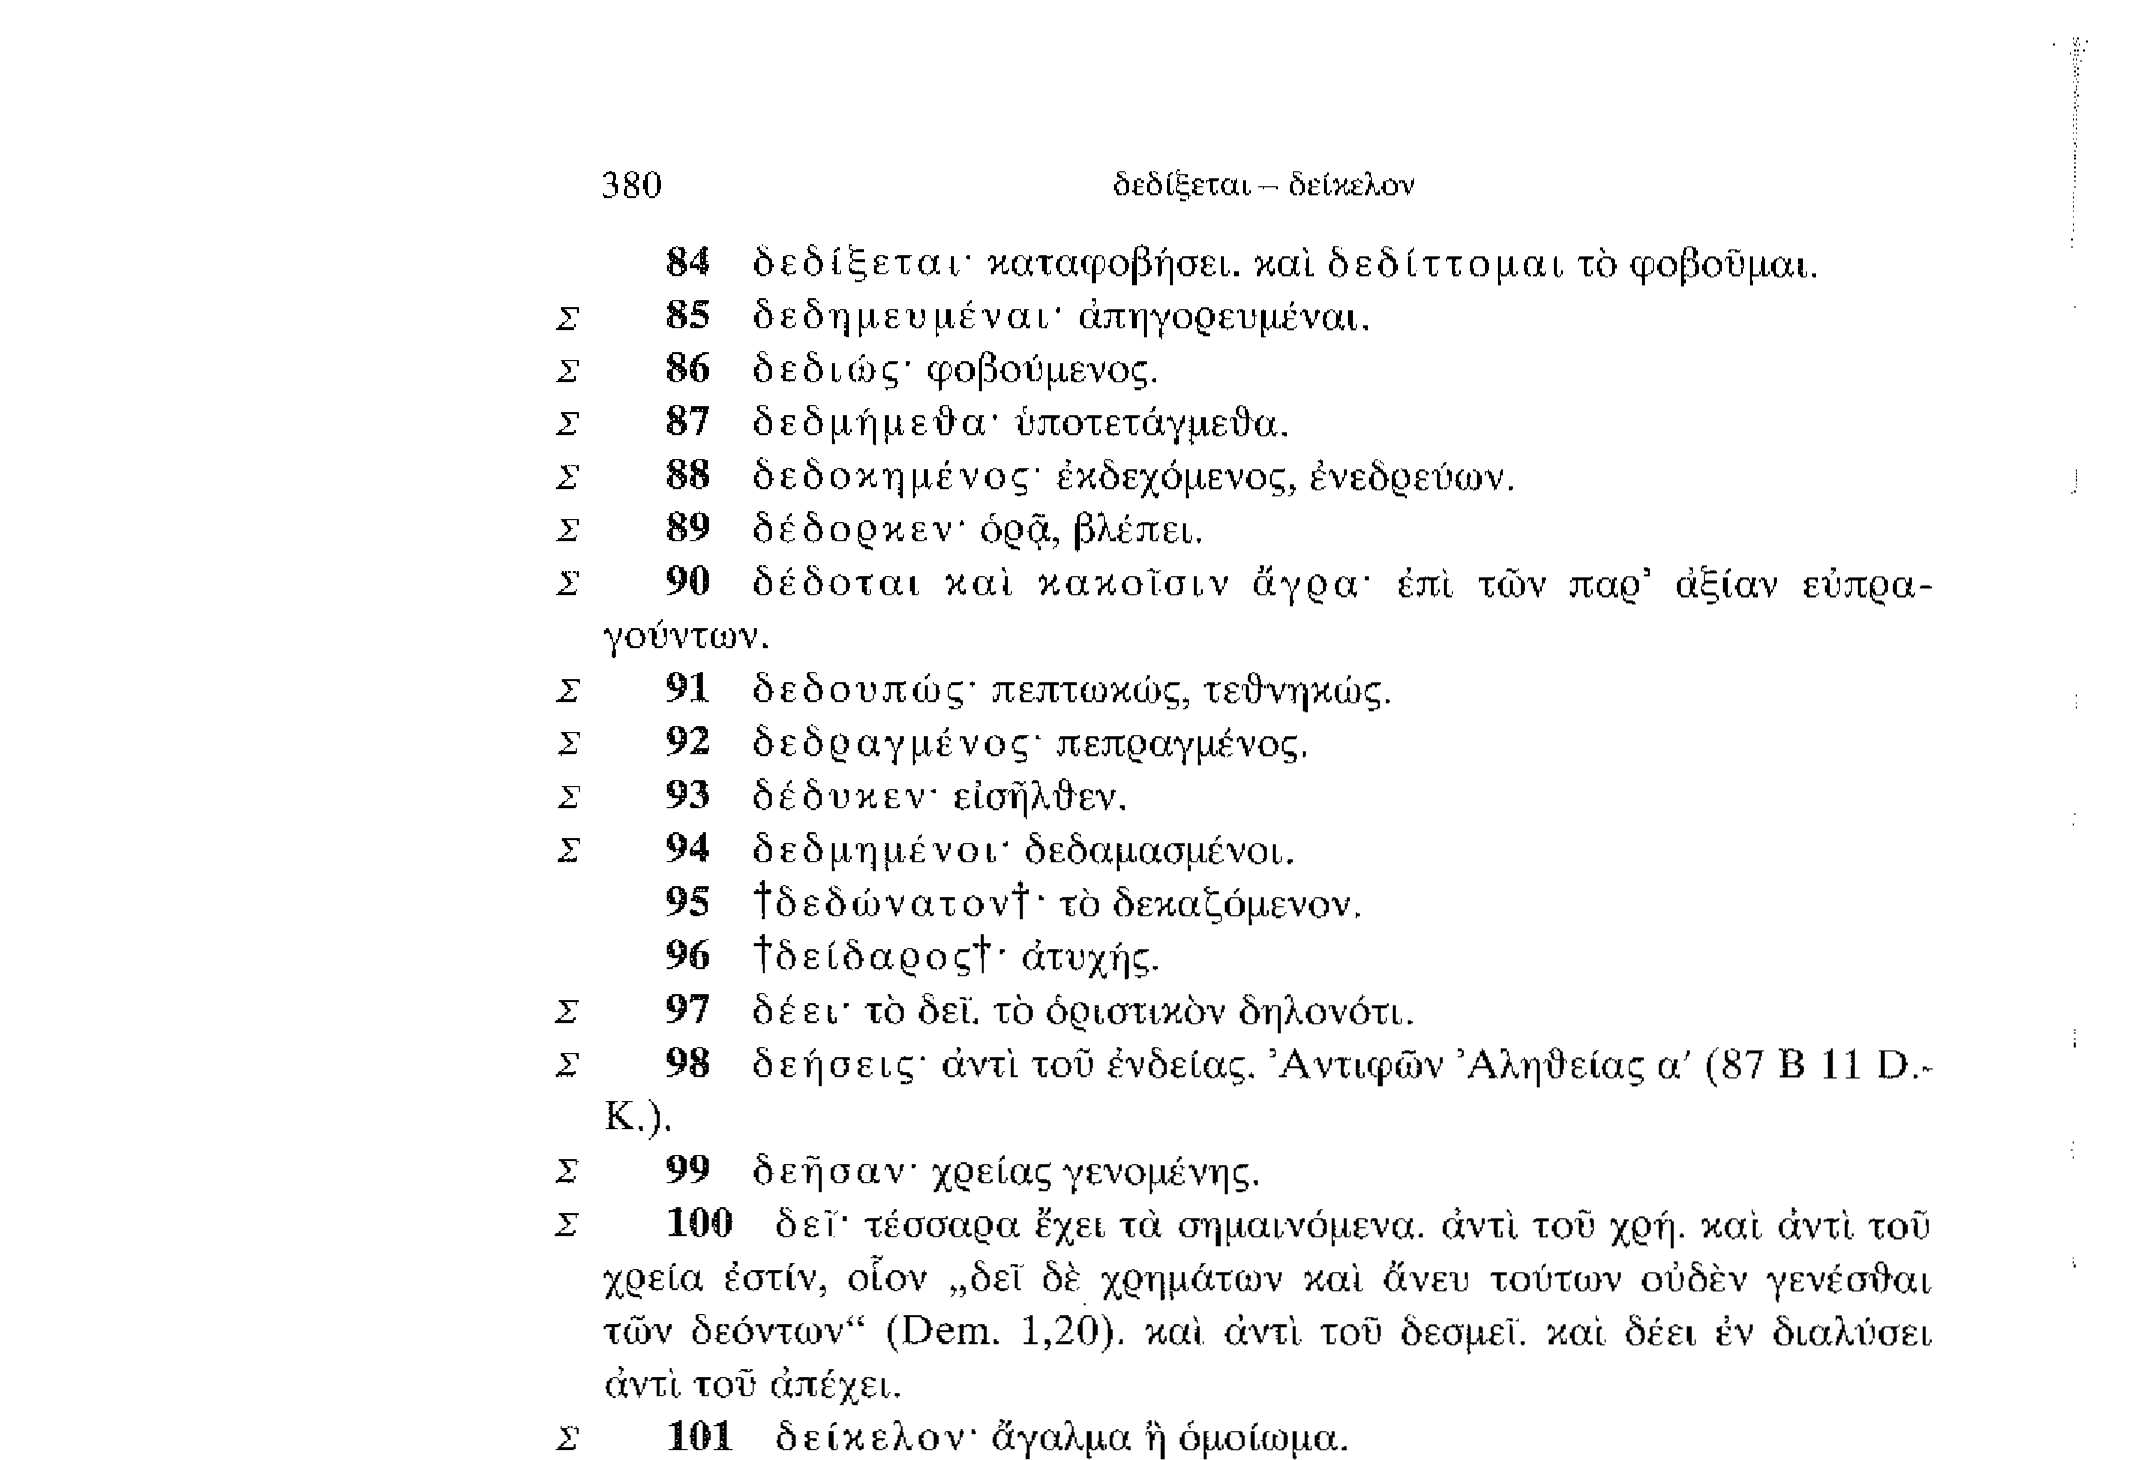 380 δεδίξεται – δείκελον
84 δεδίξεται· καταφοβήσει. καὶ δεδίττομαι τὸ φοβοῦμαι.
Σ 85 δεδημευμέναι· ἀπηγορευμέναι.
Σ 86 δεδιώς· φοβούμενος.
Σ 87 δεδμήμεϑα· ὑποτετάγμεϑα.
Σ 88 δεδοκημένος· ἐκδεχόμενος, ἐνεδρεύων.
Σ 89 δέδορκεν· ὁρᾷ, βλέπει.
Σ 90 δέδοται καὶ κακοῖσιν ἄγρα· ἐπὶ τῶν παρ’ ἀξίαν εὐπρα-
γούντων.
Σ 91 δεδουπώς· πεπτωκώς, τεϑνηκώς.
Σ 92 δεδραγμένος· πεπραγμένος.
Σ 93 δέδυκεν· εἰσῆλϑεν.
Σ 94 δεδμημένοι· δεδαμασμένοι.
95 †δεδώνατον†· τὸ δεκαζόμενον.
96 †δείδαρος†· ἀτυχής.
Σ 97 δέει· τὸ δεῖ. τὸ ὁριστικὸν δηλονότι.
Σ 98 δεήσεις· ἀντὶ τοῦ ἐνδείας. Ἀντιφῶν Ἀληϑείας α′ (87 B 11 D.-
K.).
Σ 99 δεῆσαν· χρείας γενομένης.
Σ 100 δεῖ· τέσσαρα ἔχει τὰ σημαινόμενα. ἀντὶ τοῦ χρή. καὶ ἀντὶ τοῦ
χρεία ἐστίν, οἷον „δεῖ δὲ χρημάτων καὶ ἄνευ τούτων οὐδὲν γενέσϑαι
τῶν δεόντων“ (Dem. 1,20). καὶ ἀντὶ τοῦ δεσμεῖ. καὶ δέει ἐν διαλύσει
ἀντὶ τοῦ ἀπέχει.
Σ 101 δείκελον· ἄγαλμα ἢ ὁμοίωμα.